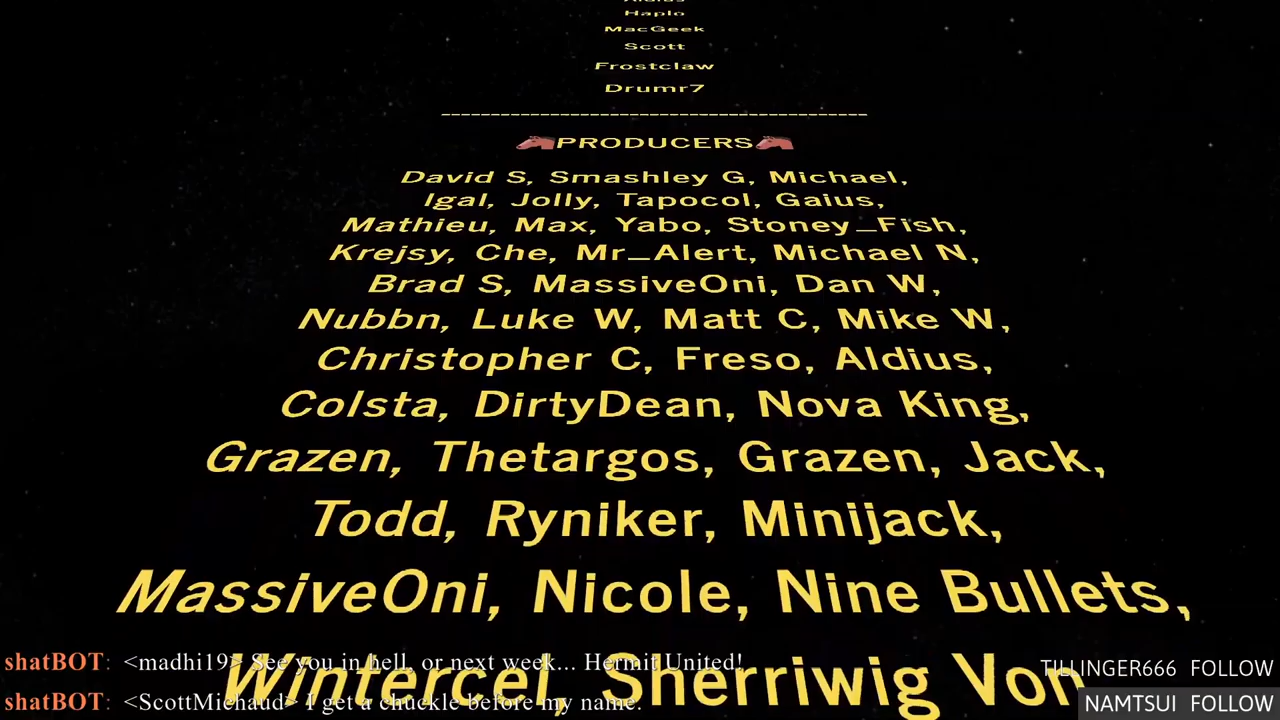 Haplo
MacGeek
Scott
Frostclaw
Drumr7
------------------------------------------
PRODUCERS
David S, Smashley G, Michael,
Igal, Jolly, Tapocol, Gaius,
Mathieu, Max, Yabo, Stoney_Fish,
Krejsy, Che, Mr_Alert, Michael N,
Brad S, MassiveOni, Dan W,
Nubbn, Luke W, Matt C, Mike W,
Christopher C, Freso, Aldius,
Colsta, DirtyDean, Nova King,
Grazen, Thetargos, Grazen, Jack,
Todd, Ryniker, Minijack,
MassiveOni, Nicole, Nine Bullets,
Wintercel, Sherriwig Von
shatBOT: <madhi19> See you in hell, or next week... Hermit United!
shatBOT: <ScottMichaud> I get a chuckle before my name.
TILLINGER666 FOLLOW
NAMTSUI FOLLOW